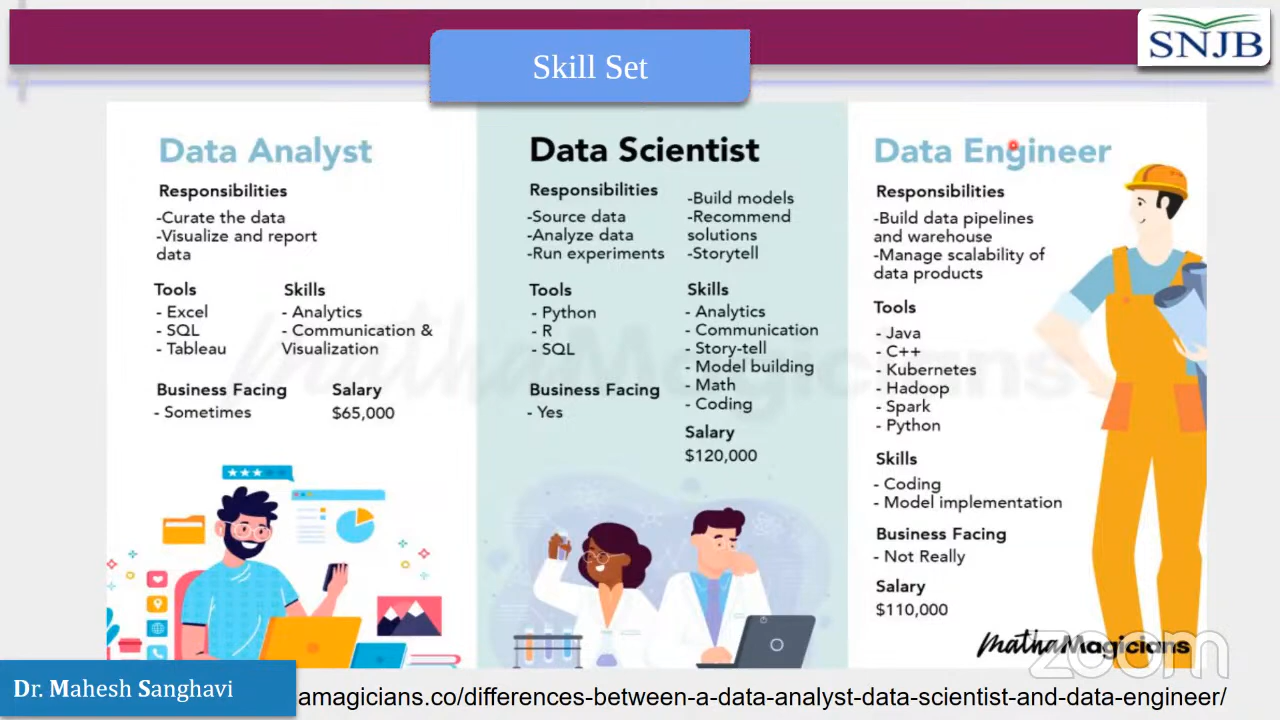 SNJB
Skill Set
Data Analyst
Responsibilities
-Curate the data
-Visualize and report
data
Tools
- Excel
- SQL
- Tableau
Skills
- Analytics
- Communication &
Visualization
Business Facing
- Sometimes
Salary
$65,000
Data Scientist
Responsibilities
-Source data
-Analyze data
-Run experiments
-Build models
-Recommend
solutions
-Storytell
Tools
- Python
- R
- SQL
Skills
- Analytics
- Communication
- Story-tell
- Model building
- Math
- Coding
Business Facing
- Yes
Salary
$120,000
Data Engineer
Responsibilities
-Build data pipelines
and warehouse
-Manage scalability of
data products
Tools
- Java
- C++
- Kubernetes
- Hadoop
- Spark
- Python
Skills
- Coding
- Model implementation
Business Facing
- Not Really
Salary
$110,000
mathaMagicians
mathaMagicians
zoom
Dr. Mahesh Sanghavi
amagicians.co/differences-between-a-data-analyst-data-scientist-and-data-engineer/